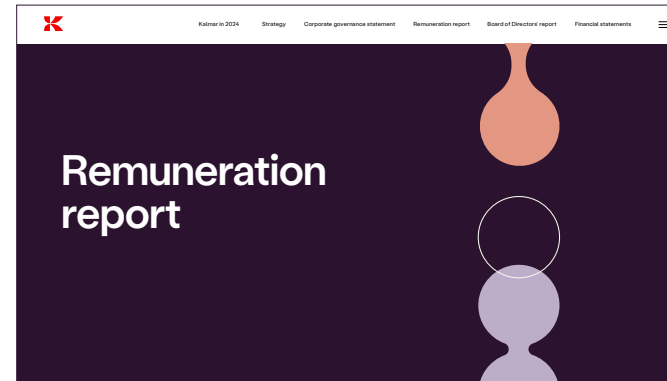 Kalmar in 2024 Strategy Corporate governance statement Remuneration report Board of Directors' report Financial statements
Remuneration
report